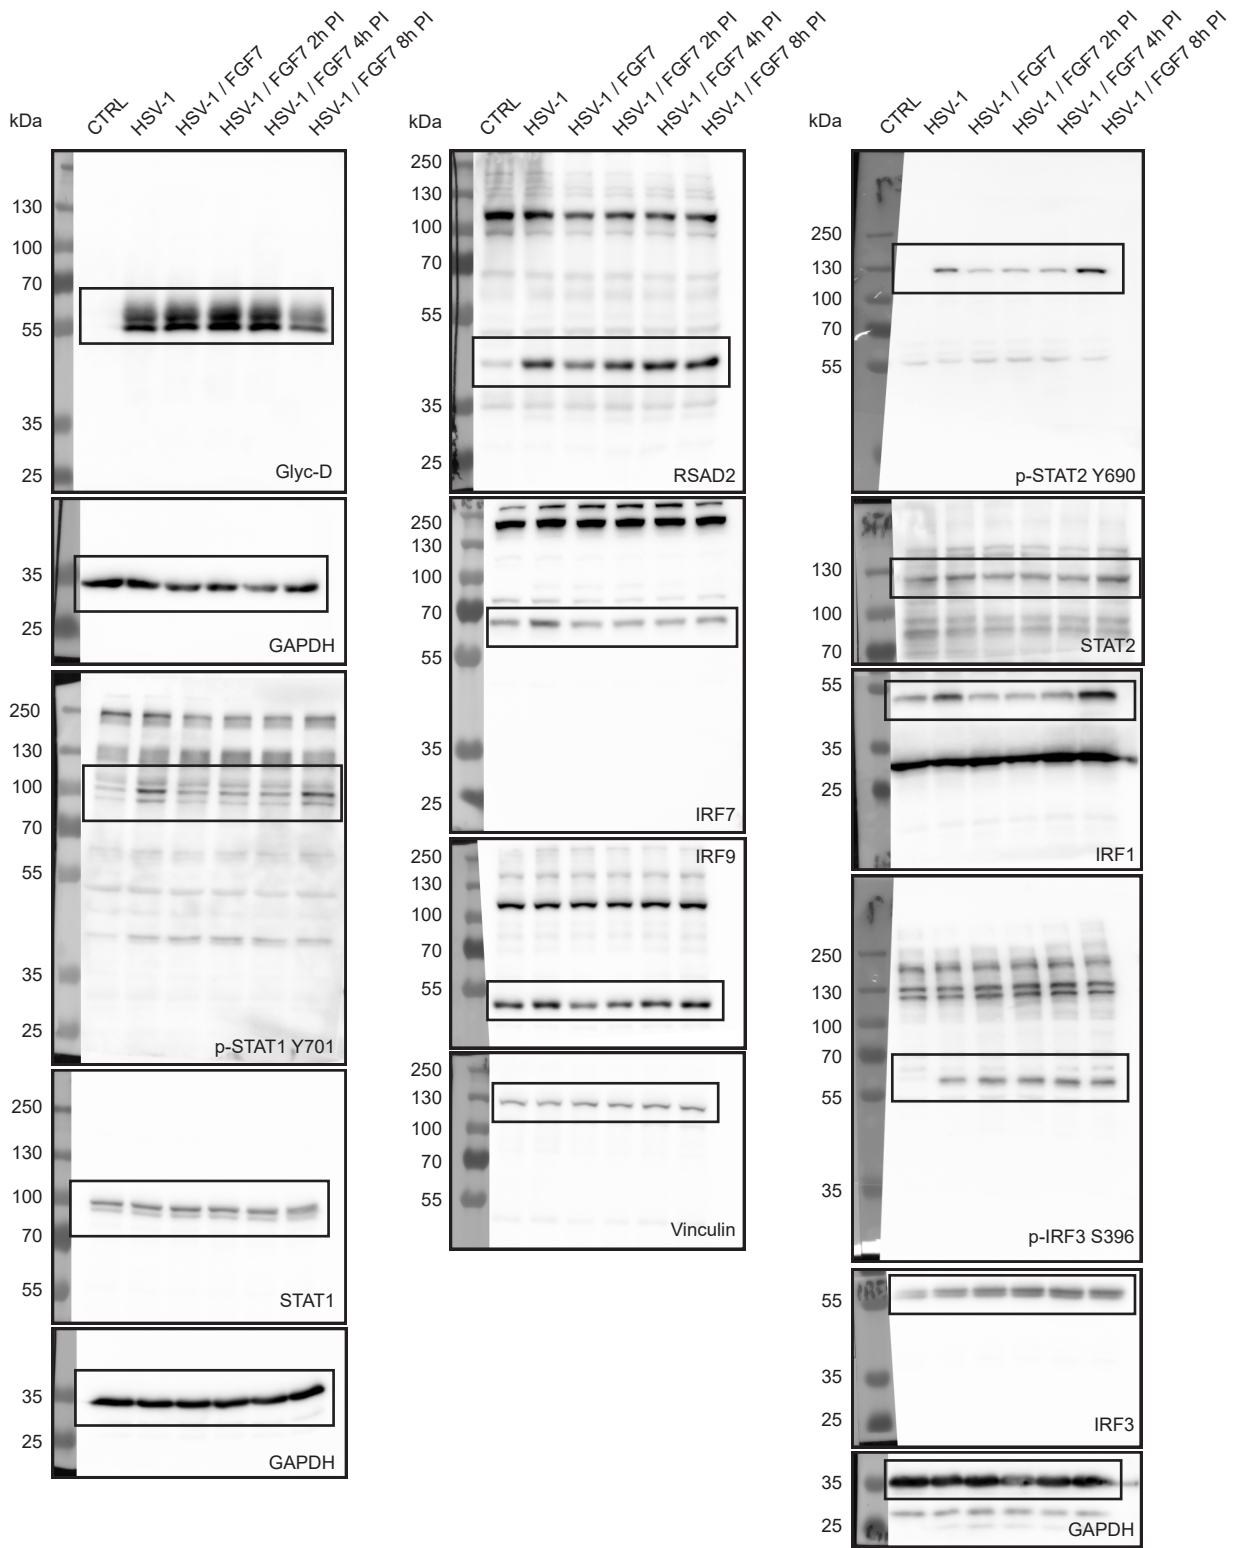 kDa
CTRL
HSV-1
HSV-1 / FGF7
HSV-1 / FGF7 2h PI
HSV-1 / FGF7 4h PI
HSV-1 / FGF7 8h PI
130
100
70
55
35
25
Glyc-D
35
25
GAPDH
250
130
100
70
55
35
25
p-STAT1 Y701
250
130
100
70
55
STAT1
35
25
GAPDH
kDa
CTRL
HSV-1
HSV-1 / FGF7
HSV-1 / FGF7 2h PI
HSV-1 / FGF7 4h PI
HSV-1 / FGF7 8h PI
250
130
100
70
55
35
25
RSAD2
250
130
100
70
55
35
25
IRF7
250
IRF9
130
100
70
55
250
130
100
70
55
Vinculin
kDa
CTRL
HSV-1
HSV-1 / FGF7
HSV-1 / FGF7 2h PI
HSV-1 / FGF7 4h PI
HSV-1 / FGF7 8h PI
250
130
100
70
55
p-STAT2 Y690
130
100
70
STAT2
55
35
25
IRF1
250
130
100
70
55
35
p-IRF3 S396
55
35
25
IRF3
35
25
GAPDH